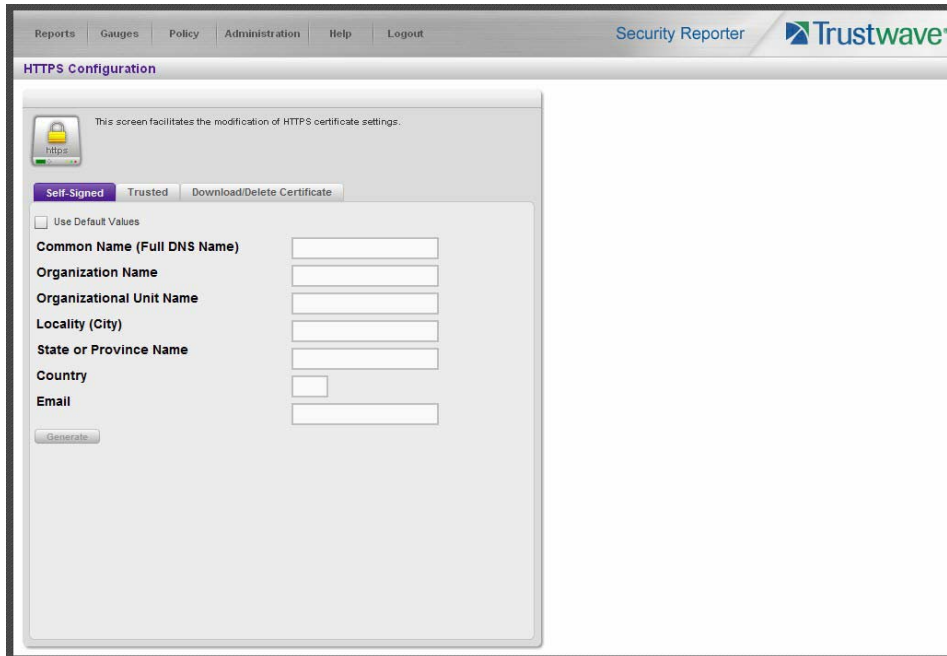 Reports Gauges Policy Administration Help Logout Security Reporter Trustwave®
HTTPS Configuration
This screen facilitates the modification of HTTPS certificate settings.
https
Self-Signed Trusted Download/Delete Certificate
Use Default Values
Common Name (Full DNS Name)
Organization Name
Organizational Unit Name
Locality (City)
State or Province Name
Country
Email
Generate